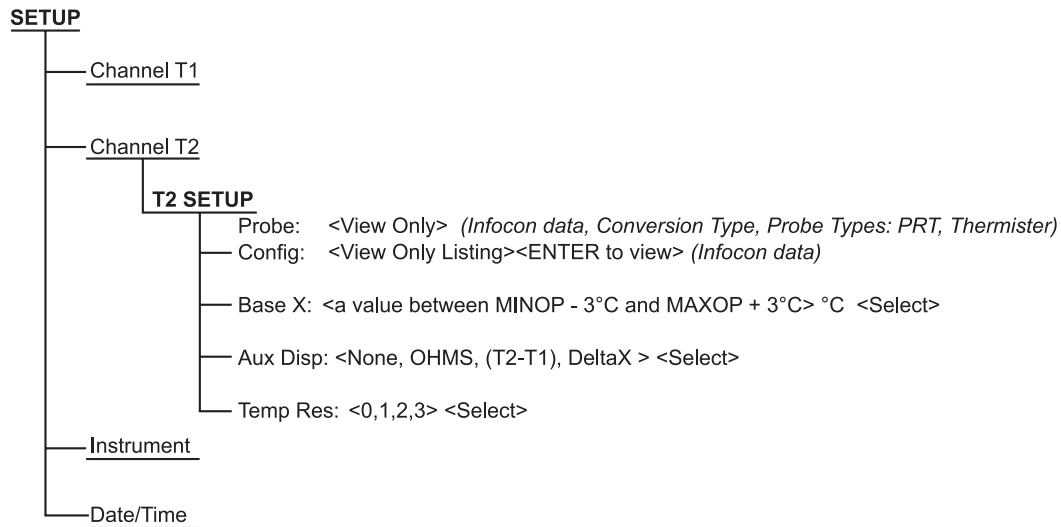 SETUP
Channel T1
Channel T2
T2 SETUP
Probe: <View Only> (Infocon data, Conversion Type, Probe Types: PRT, Thermister)
Config: <View Only Listing><ENTER to view> (Infocon data)
Base X: <a value between MINOP - 3°C and MAXOP + 3°C> °C <Select>
Aux Disp: <None, OHMS, (T2-T1), DeltaX > <Select>
Temp Res: <0,1,2,3> <Select>
Instrument
Date/Time